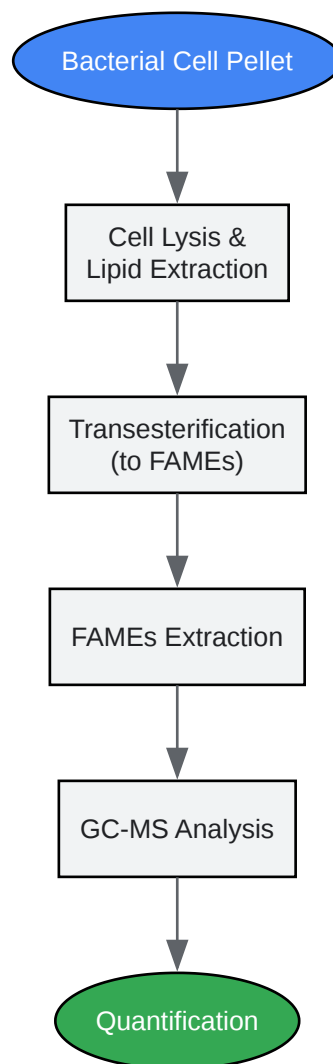 Bacterial Cell Pellet
Cell Lysis &
Lipid Extraction
Transesterification
(to FAMEs)
FAMEs Extraction
GC-MS Analysis
Quantification